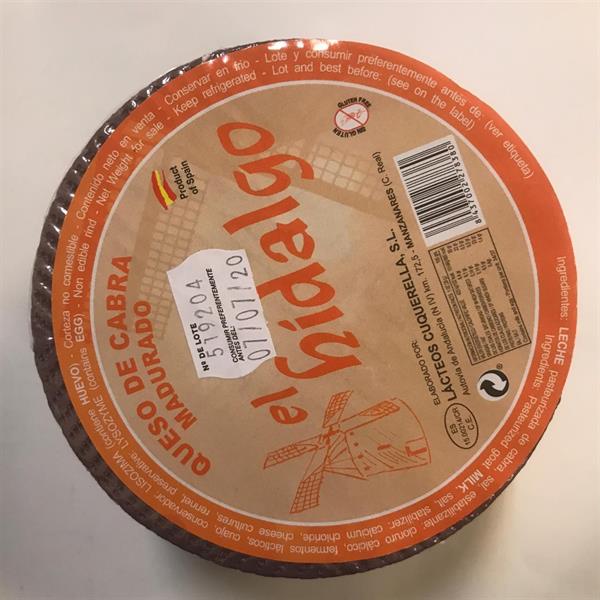 Ingredientes: LECHE pasteurizada de cabra, sal, estabilizante: cloruro cálcico, fermentos lácticos, cuajo, conservador LISOZIMA (contiene HUEVO) - Corteza no comestible - Contenido neto en venta - Conservar en frío - Lote y consumir preferentemente antes de: (ver etiqueta)
Ingredients: Pasteurized goat MILK, salt, stabilizer: calcium chloride, cheese cultures, rennet, preservative: LYSOZYME (contains EGG) - Non edible rind - Net Weight for sale - Keep refrigerated - Lot and best before: (see on the label)
QUESO DE CABRA
MADURADO
Product
of Spain
Nº DE LOTE
519204
CONSUMIR PREFERENTEMENTE
ANTES DEL:
07/07/20
el hidalgo
GLUTEN FREE
SIN GLUTEN
ELABORADO POR:
LÁCTEOS CUQUERELLA, S.L.
Autovía de Andalucía (N IV) km. 172,5 - MANZANARES (C. Real)
ES
C.E.